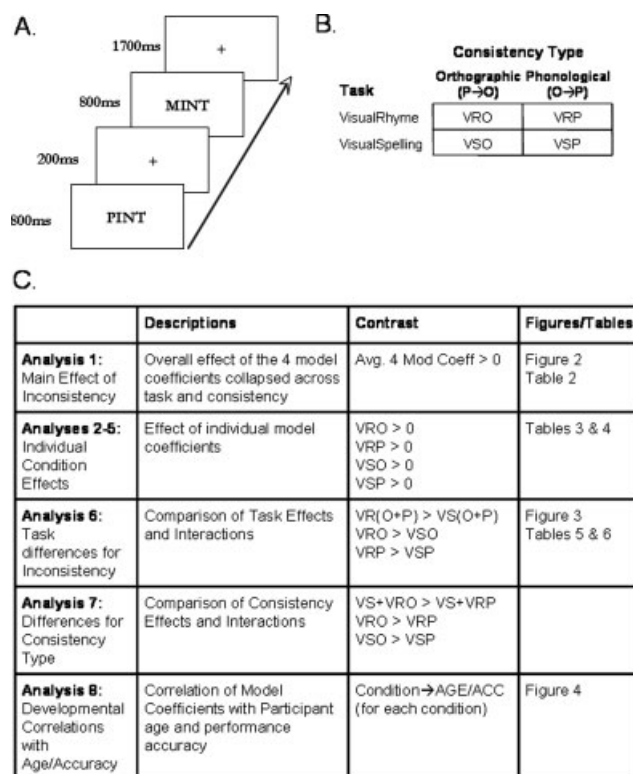 A.
1700ms
+
800ms
MINT
200ms
+
800ms
PINT
B.
Consistency Type
Task
Orthographic Phonological
(P→O) (O→P)
VisualRhyme VRO VRP
VisualSpelling VSO VSP
C.
Descriptions Contrast Figures/Tables
Analysis 1: Overall effect of the 4 model Avg. 4 Mod Coeff > 0 Figure 2
Main Effect of coefficients collapsed across Table 2
Inconsistency task and consistency
Analyses 2-5: Effect of individual model VRO > 0 Tables 3 & 4
Individual coefficients VRP > 0
Condition VSO > 0
Effects VSP > 0
Analysis 6: Comparison of Task Effects VR(O+P) > VS(O+P) Figure 3
Task and Interactions VRO > VSO Tables 5 & 6
differences for VRP > VSP
Inconsistency
Analysis 7: Comparison of Consistency VS+VRO > VS+VRP
Differences for Effects and Interactions VRO > VRP
Consistency VSO > VSP
Type
Analysis 8: Correlation of Model Condition→AGE/ACC Figure 4
Developmental Coefficients with Participant (for each condition)
Correlations age and performance
with accuracy
Age/Accuracy